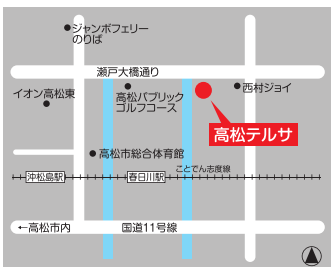 ジャンボフェリー
のりば
瀬戸大橋通り
イオン高松東
高松パブリック
ゴルフコース
西村ジョイ
高松テルサ
高松市総合体育館
ことでん志度線
沖松島駅
春日川駅
←高松市内
国道11号線